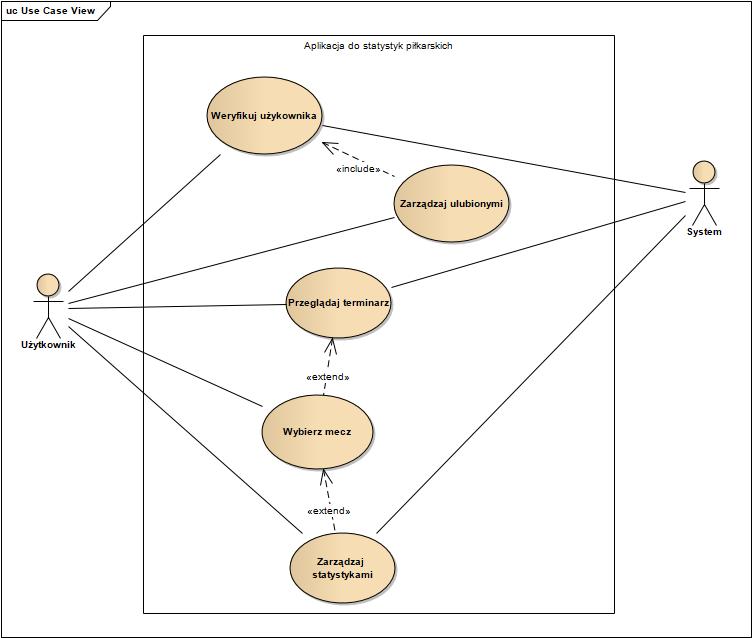 uc Use Case View
Aplikacja do statystyk piłkarskich
Weryfikuj użykownika
«include»
Zarządzaj ulubionymi
System
Przeglądaj terminarz
Użytkownik
«extend»
Wybierz mecz
«extend»
Zarządzaj
statystykami